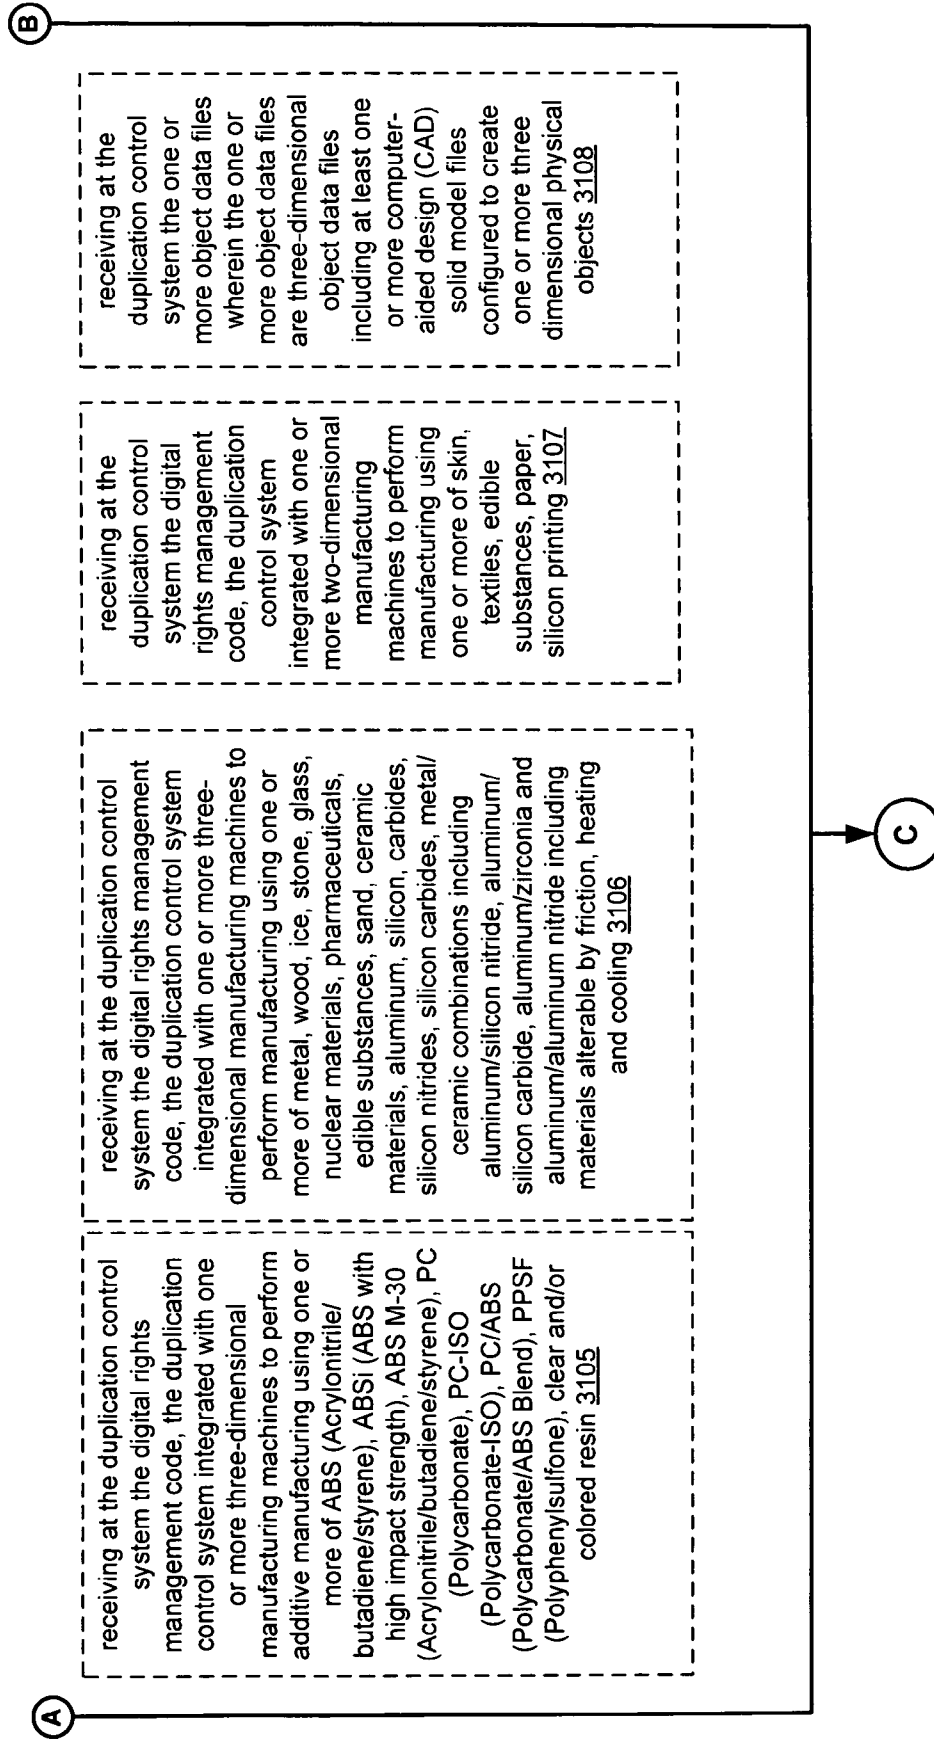 A
B
receiving at the duplication control
system the digital rights
management code, the duplication
control system integrated with one
or more three-dimensional
manufacturing machines to perform
additive manufacturing using one or
more of ABS (Acrylonitrile/
butadiene/styrene), ABSi (ABS with
high impact strength), ABS M-30
(Acrylonitrile/butadiene/styrene), PC
(Polycarbonate), PC-ISO
(Polycarbonate-ISO), PC/ABS
(Polycarbonate/ABS Blend), PPSF
(Polyphenylsulfone), clear and/or
colored resin 3105
receiving at the duplication control
system the digital rights management
code, the duplication control system
integrated with one or more three-
dimensional manufacturing machines to
perform manufacturing using one or
more of metal, wood, ice, stone, glass,
nuclear materials, pharmaceuticals,
edible substances, sand, ceramic
materials, aluminum, silicon, carbides,
silicon nitrides, silicon carbides, metal/
ceramic combinations including
aluminum/silicon nitride, aluminum/
silicon carbide, aluminum/zirconia and
aluminum/aluminum nitride including
materials alterable by friction, heating
and cooling 3106
receiving at the
duplication control
system the digital
rights management
code, the duplication
control system
integrated with one or
more two-dimensional
manufacturing
machines to perform
manufacturing using
one or more of skin,
textiles, edible
substances, paper,
silicon printing 3107
receiving at the
duplication control
system the one or
more object data files
wherein the one or
more object data files
are three-dimensional
object data files
including at least one
or more computer-
aided design (CAD)
solid model files
configured to create
one or more three
dimensional physical
objects 3108
C